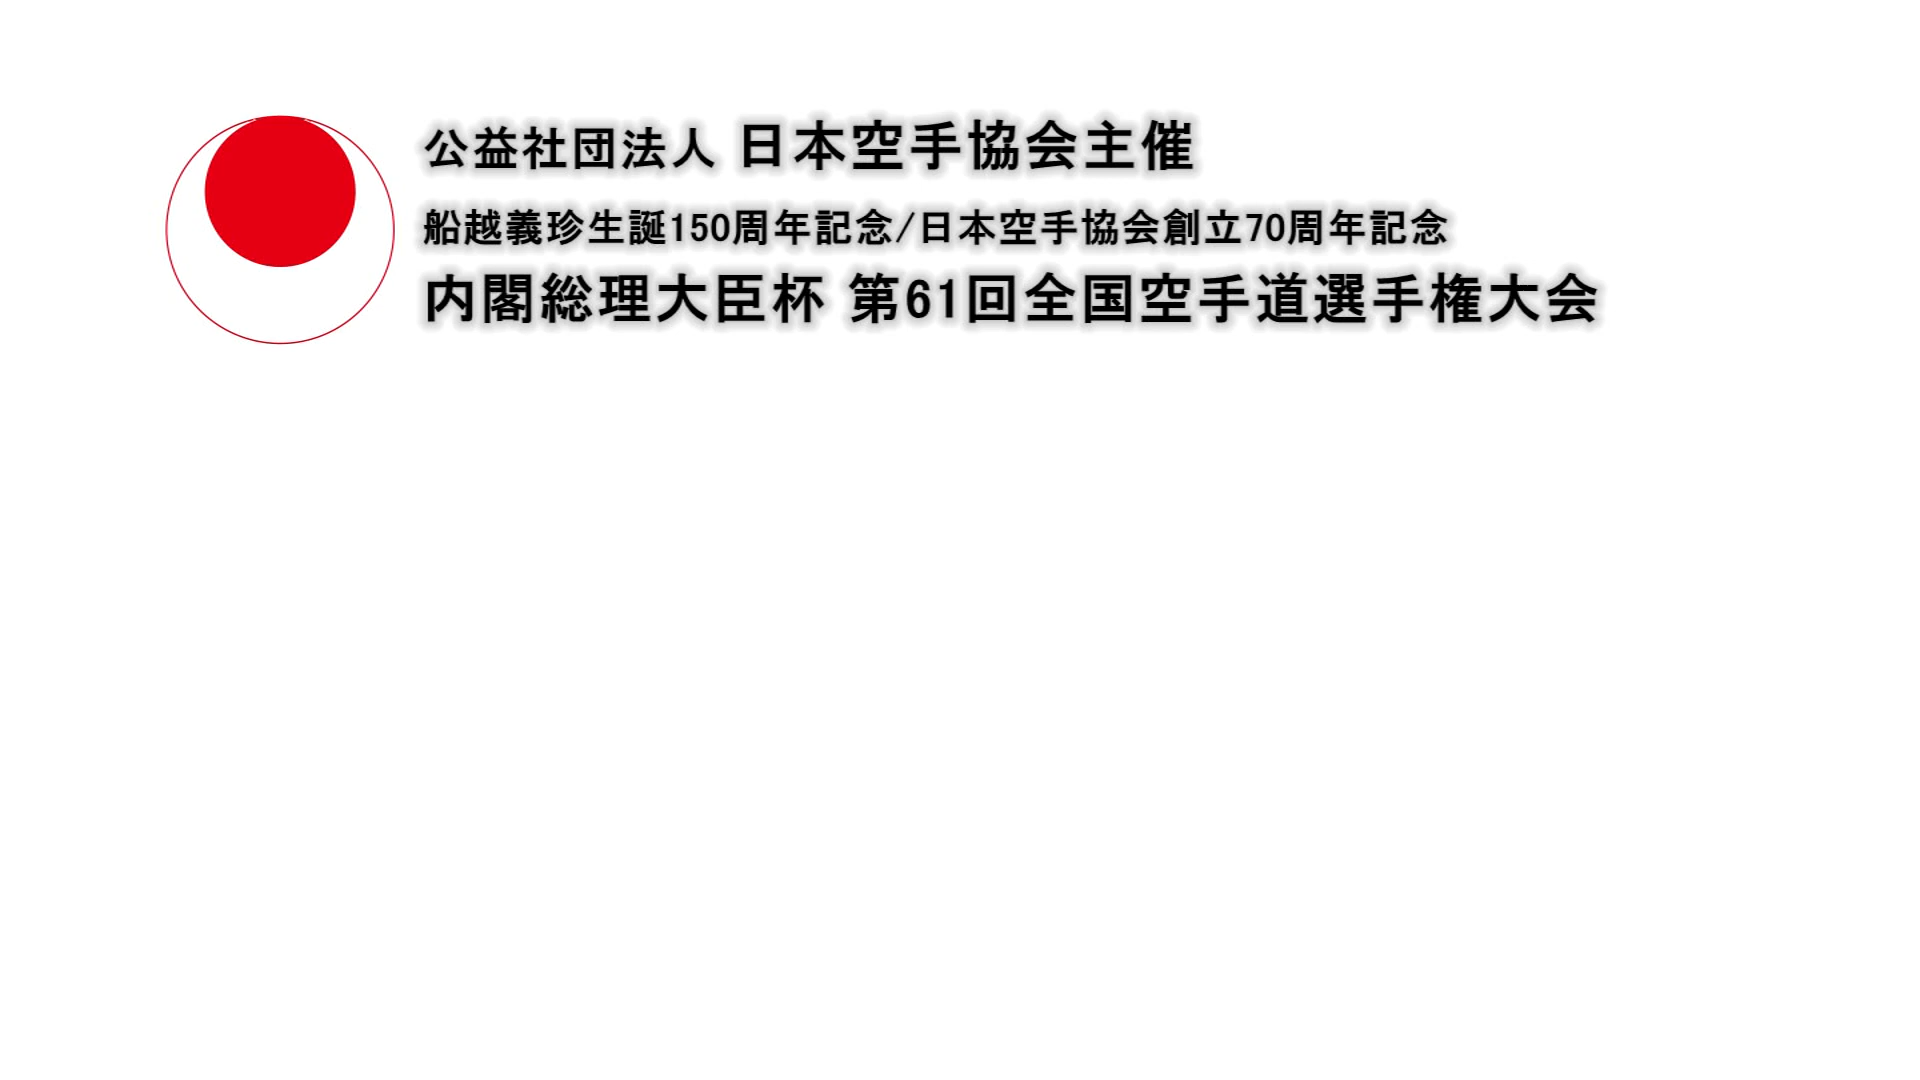 公益社団法人 日本空手協会主催
船越義珍生誕150周年記念/日本空手協会創立70周年記念
内閣総理大臣杯 第61回全国空手道選手権大会